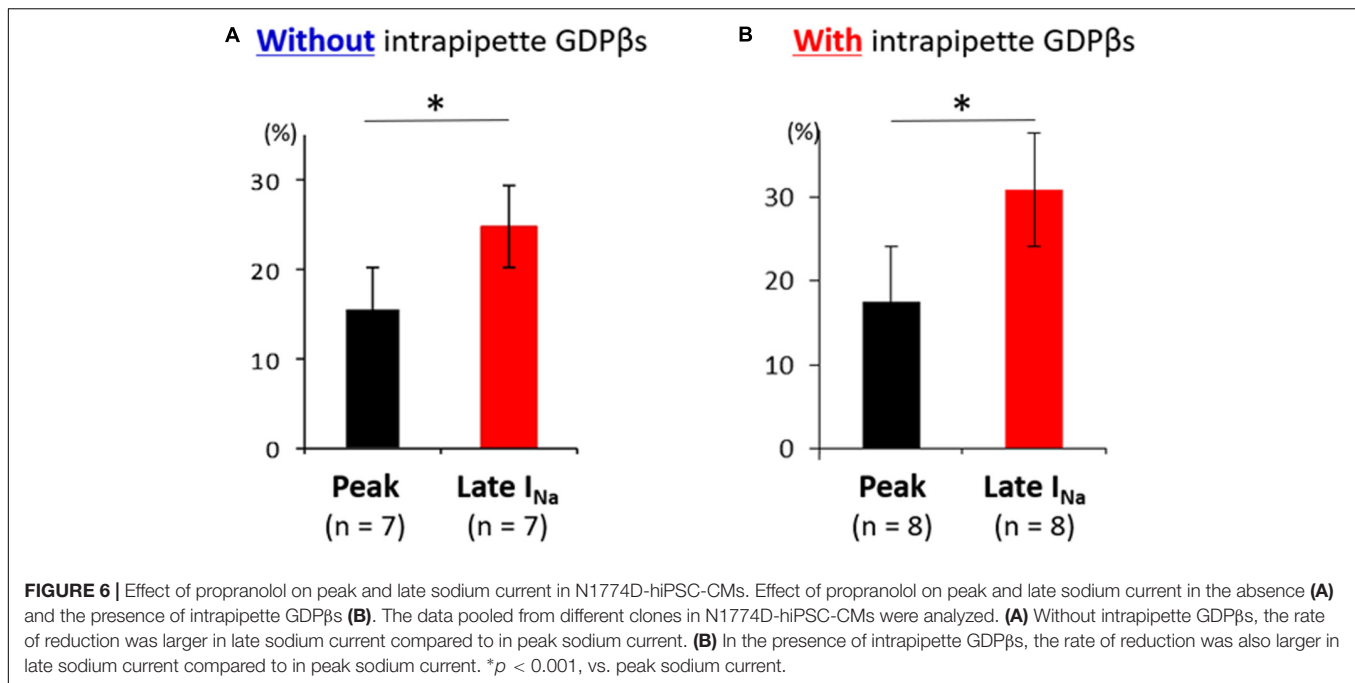 A Without intrapipette GDPβs
*
(%)
30
20
10
0
Peak Late I_Na
(n = 7) (n = 7)
B With intrapipette GDPβs
*
(%)
30
20
10
0
Peak Late I_Na
(n = 8) (n = 8)
FIGURE 6 | Effect of propranolol on peak and late sodium current in N1774D-hiPSC-CMs. Effect of propranolol on peak and late sodium current in the absence (A)
and the presence of intrapipette GDPβs (B). The data pooled from different clones in N1774D-hiPSC-CMs were analyzed. (A) Without intrapipette GDPβs, the rate
of reduction was larger in late sodium current compared to in peak sodium current. (B) In the presence of intrapipette GDPβs, the rate of reduction was also larger in
late sodium current compared to in peak sodium current. *p < 0.001, vs. peak sodium current.